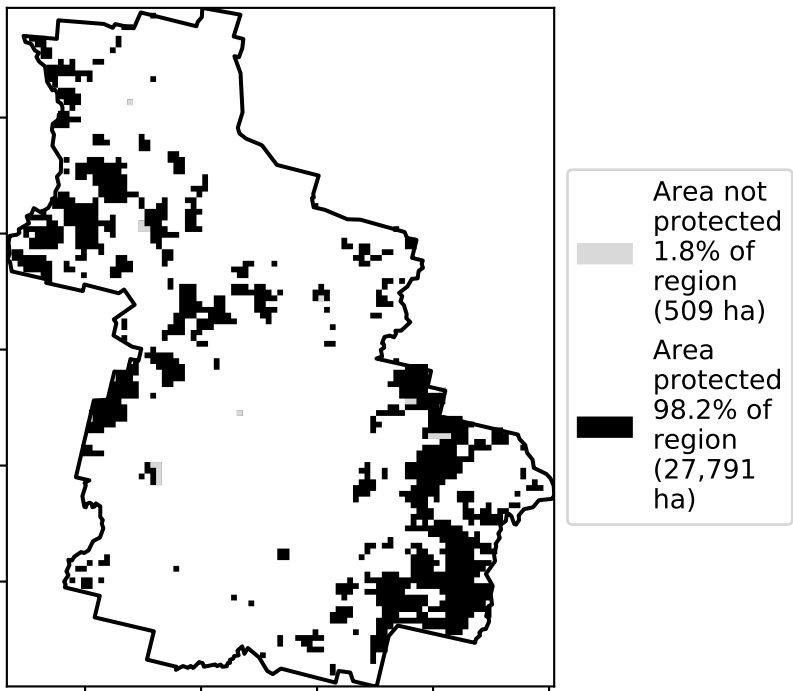 Area not
protected
1.8% of
region
(509 ha)
Area
protected
98.2% of
region
(27,791
ha)